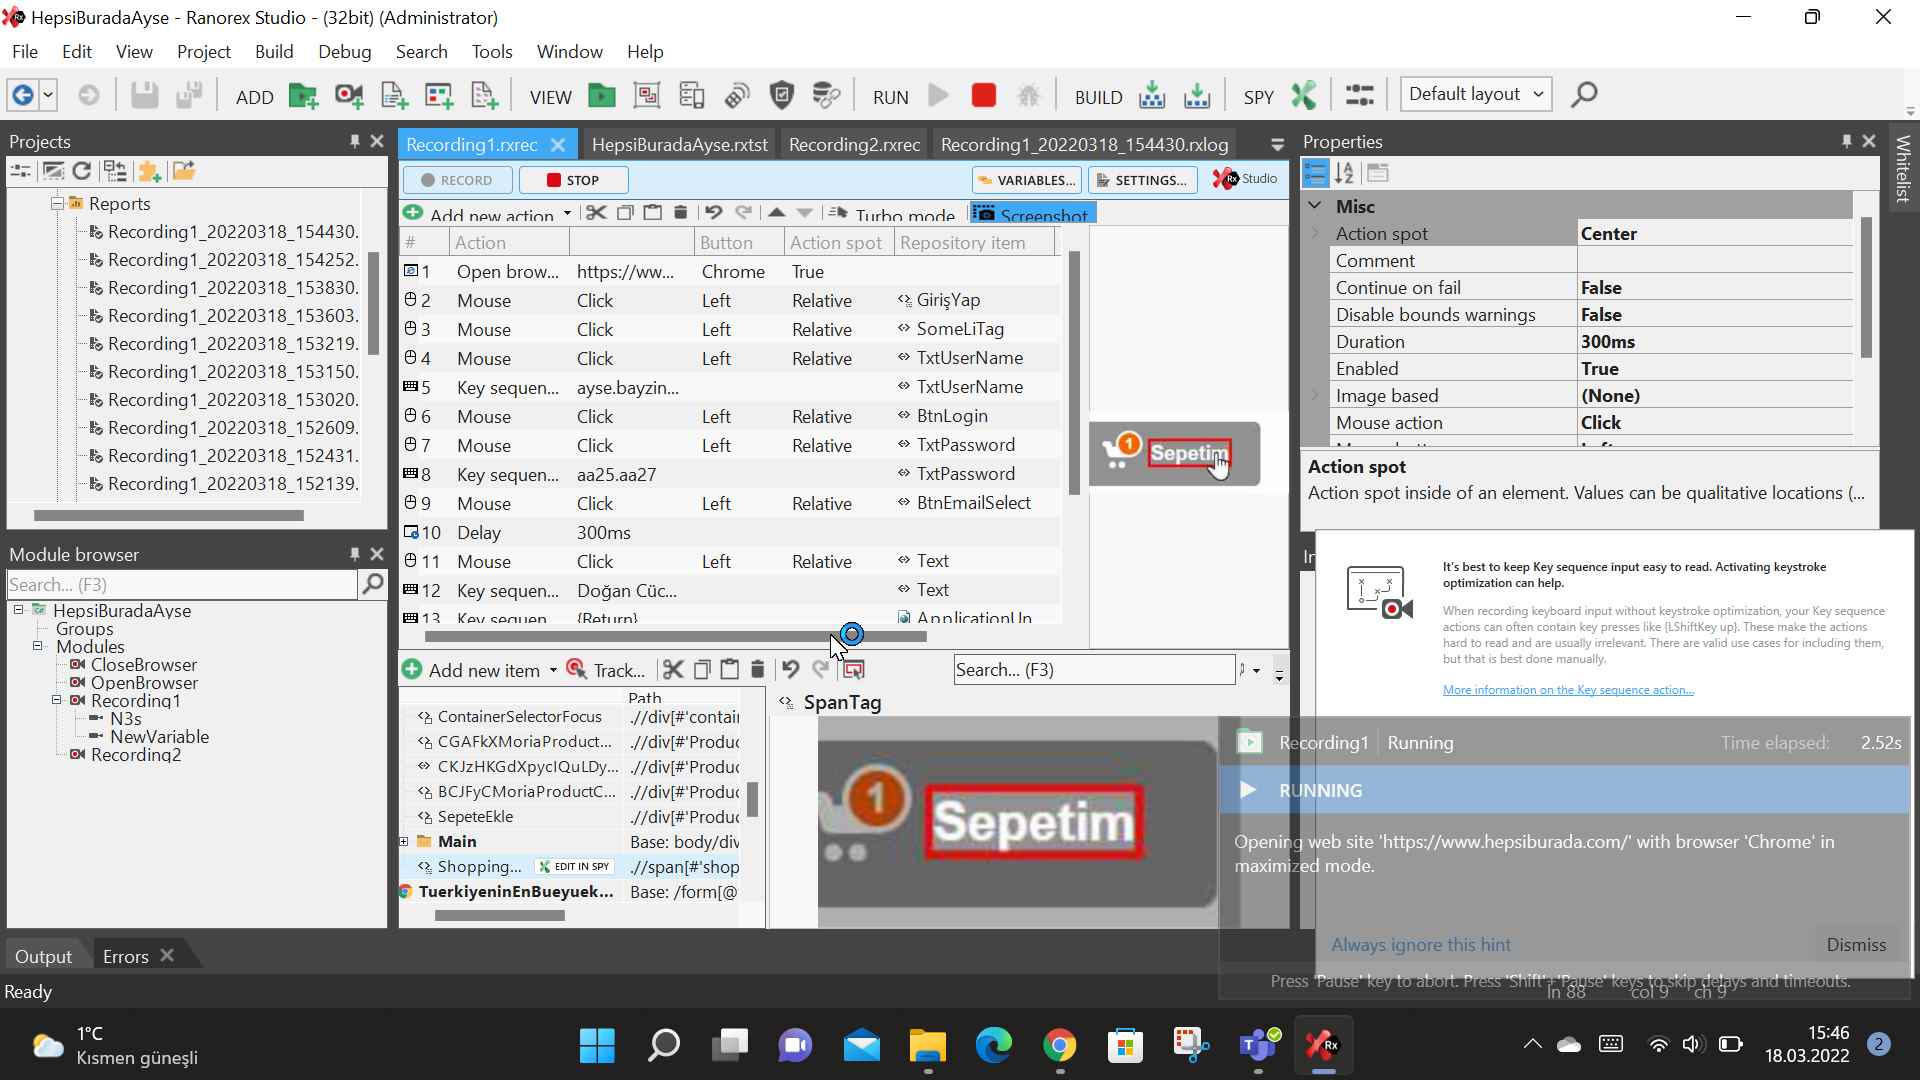 HepsiBuradaAyse - Ranorex Studio - (32bit) (Administrator)
File Edit View Project Build Debug Search Tools Window Help
ADD VIEW RUN BUILD SPY Default layout
Projects
Reports
Recording1_20220318_154430.
Recording1_20220318_154252.
Recording1_20220318_153830.
Recording1_20220318_153603.
Recording1_20220318_153219.
Recording1_20220318_153150.
Recording1_20220318_153020.
Recording1_20220318_152609.
Recording1_20220318_152431.
Recording1_20220318_152139.
Module browser
Search... (F3)
HepsiBuradaAyse
Groups
Modules
CloseBrowser
OpenBrowser
Recording1
N3s
NewVariable
Recording2
Recording1.rxrec HepsiBuradaAyse.rxtst Recording2.rxrec Recording1_20220318_154430.rxlog
RECORD STOP VARIABLES... SETTINGS... Rx Studio
Add new action Turbo mode Screenshot
# Action Button Action spot Repository item
1 Open brow... https://ww... Chrome True
2 Mouse Click Left Relative GirişYap
3 Mouse Click Left Relative SomeLiTag
4 Mouse Click Left Relative TxtUserName
5 Key sequen... ayse.bayzin... TxtUserName
6 Mouse Click Left Relative BtnLogin
7 Mouse Click Left Relative TxtPassword
8 Key sequen... aa25.aa27 TxtPassword
9 Mouse Click Left Relative BtnEmailSelect
10 Delay 300ms
11 Mouse Click Left Relative Text
12 Key sequen... Doğan Cüc... Text
13 Key sequen {Return} ApplicationUn
1 Sepetim
Add new item Track... Search... (F3)
Path
ContainerSelectorFocus .//div[#'contai
CGAFkXMoriaProduct... .//div[#'Produc
CKJzHKGdXpyclQuLDy... .//div[#'Produc
BCJFyCMoriaProductC... .//div[#'Produc
SepeteEkle .//div[#'Produc
Main Base: body/div
Shopping... EDIT IN SPY .//span[#'shop
TuerkiyeninEnBueyuek... Base: /form[@
SpanTag
1 Sepetim
Properties
Whitelist
Misc
Action spot Center
Comment
Continue on fail False
Disable bounds warnings False
Duration 300ms
Enabled True
Image based (None)
Mouse action Click
Action spot
Action spot inside of an element. Values can be qualitative locations (...
It's best to keep Key sequence input easy to read. Activating keystroke
optimization can help.
When recording keyboard input without keystroke optimization, your Key sequence
actions can often contain key presses like {LShiftKey up}. These make the actions
hard to read and are usually irrelevant. There are valid use cases for including them,
but that is best done manually.
More information on the Key sequence action...
Recording1 Running Time elapsed: 2.52s
RUNNING
Opening web site 'https://www.hepsiburada.com/' with browser 'Chrome' in
maximized mode.
Always ignore this hint Dismiss
Press 'Pause' key to abort. Press 'Shift'+'Pause' keys to skip delays and timeouts.
Output Errors
Ready ln 88 col 9 ch 9
1°C
Kısmen güneşli
15:46
18.03.2022 2